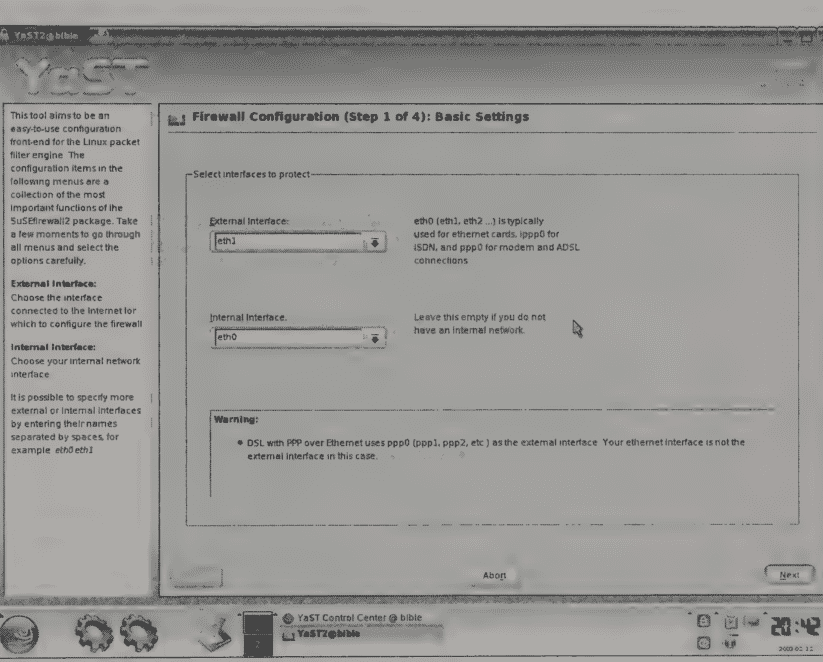 YaST2@bible
YaST
This tool aims to be an
easy-to-use configuration
front-end for the Linux packet
filter engine. The
configuration items in the
following menus are a
collection of the most
important functions of the
SuSEfirewall2 package. Take
a few moments to go through
all menus and select the
options carefully.
External Interface:
Choose the interface
connected to the Internet for
which to configure the firewall
Internal Interface:
Choose your internal network
interface
It is possible to specify more
external or internal interfaces
by entering their names
separated by spaces, for
example eth0 eth1
Firewall Configuration (Step 1 of 4): Basic Settings
Select interfaces to protect
External Interface:
eth1
eth0 (eth1, eth2 ...) is typically
used for ethernet cards, ippp0 for
ISDN, and ppp0 for modem and ADSL
connections
Internal Interface.
eth0
Leave this empty if you do not
have an internal network.
Warning:
DSL with PPP over Ethernet uses ppp0 (ppp1, ppp2, etc.) as the external interface Your ethernet interface is not the
external interface in this case.
Abort
Next
YaST Control Center @ bible
YaST2@bible
20:42